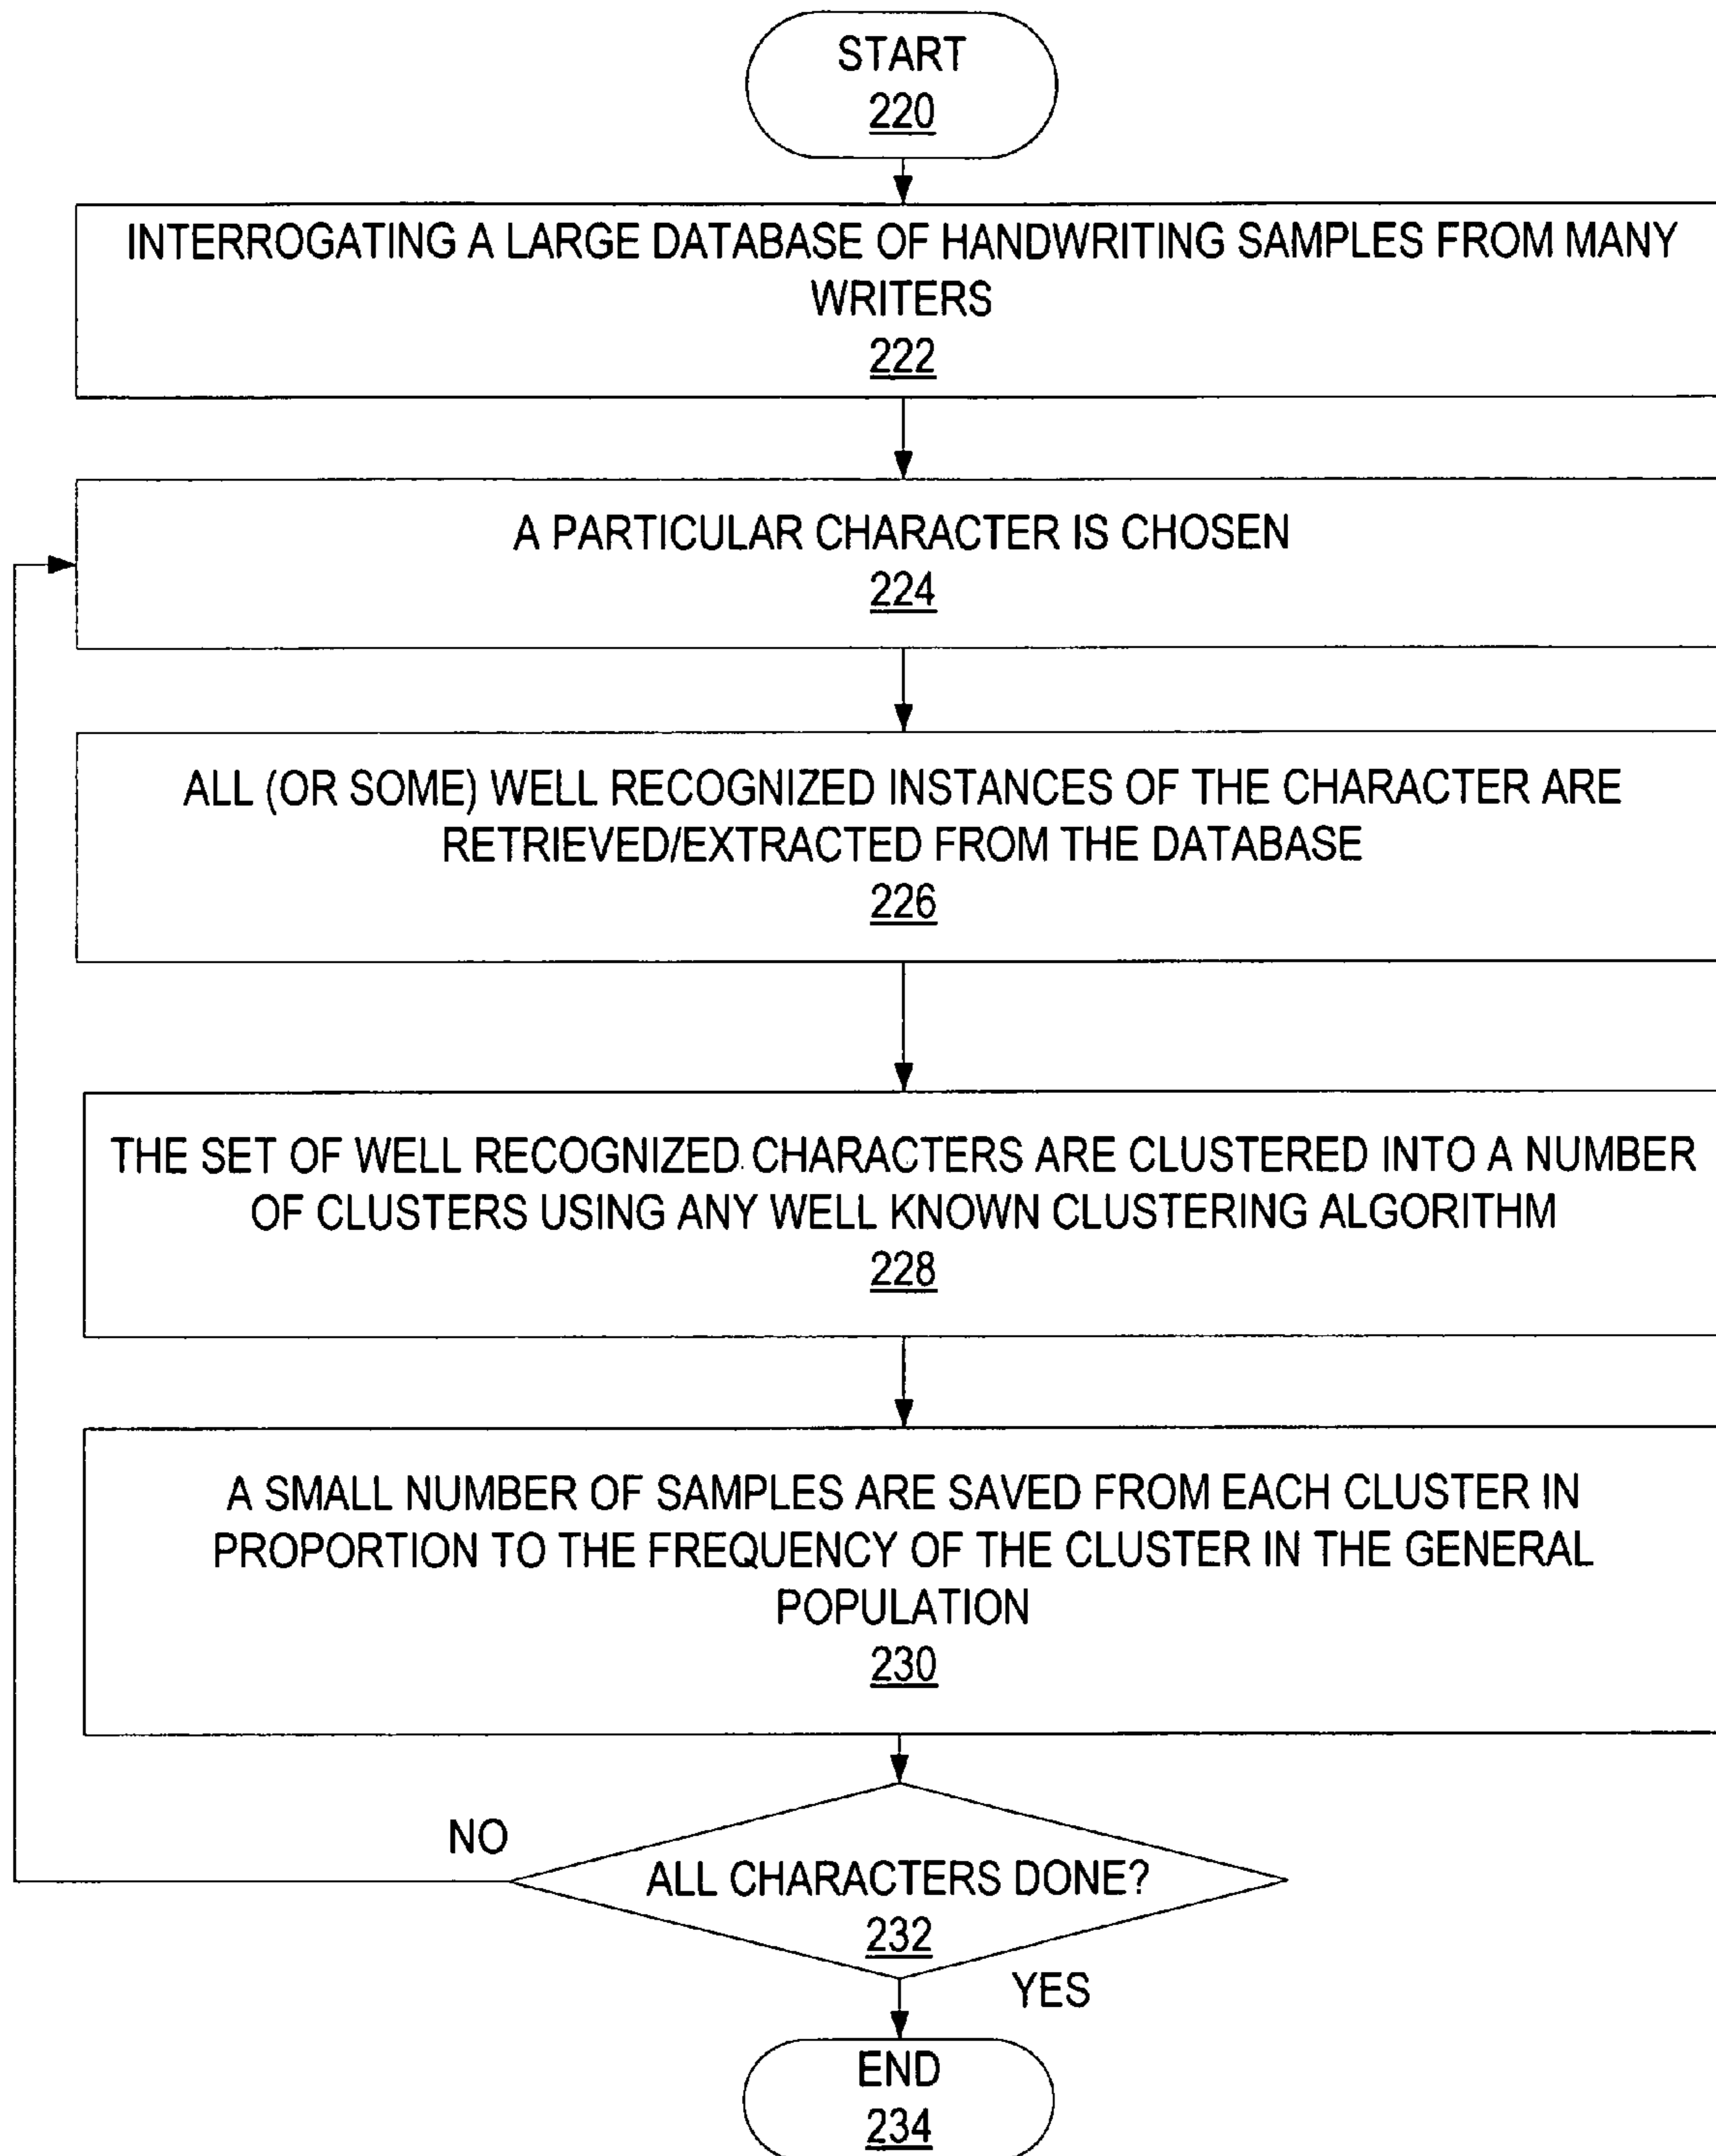 START
220
INTERROGATING A LARGE DATABASE OF HANDWRITING SAMPLES FROM MANY
WRITERS
222
A PARTICULAR CHARACTER IS CHOSEN
224
ALL (OR SOME) WELL RECOGNIZED INSTANCES OF THE CHARACTER ARE
RETRIEVED/EXTRACTED FROM THE DATABASE
226
THE SET OF WELL RECOGNIZED CHARACTERS ARE CLUSTERED INTO A NUMBER
OF CLUSTERS USING ANY WELL KNOWN CLUSTERING ALGORITHM
228
A SMALL NUMBER OF SAMPLES ARE SAVED FROM EACH CLUSTER IN
PROPORTION TO THE FREQUENCY OF THE CLUSTER IN THE GENERAL
POPULATION
230
NO
ALL CHARACTERS DONE?
232
YES
END
234